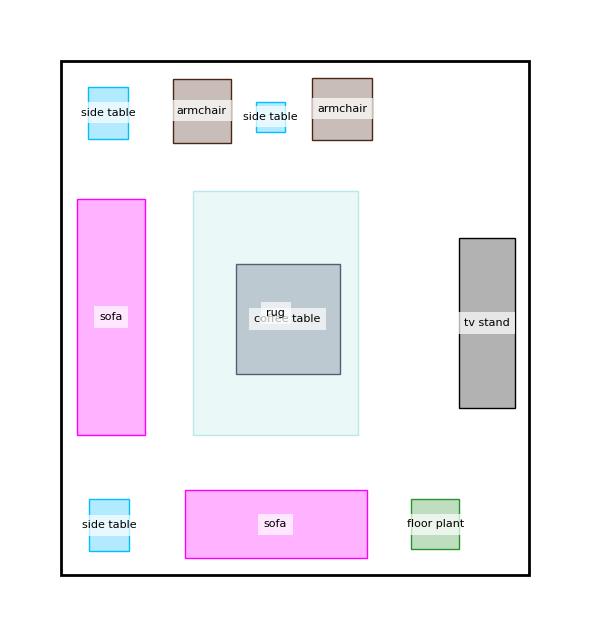 side table
armchair
side table
armchair
sofa
rug
coffee table
tv stand
side table
sofa
floor plant